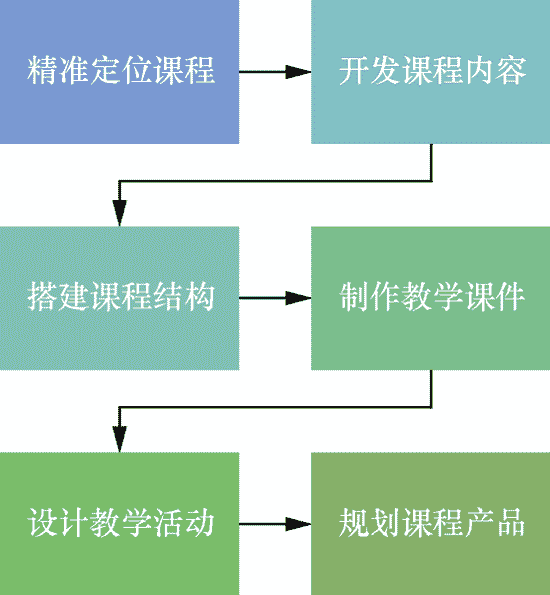 精准定位课程
开发课程内容
搭建课程结构
制作教学课件
设计教学活动
规划课程产品